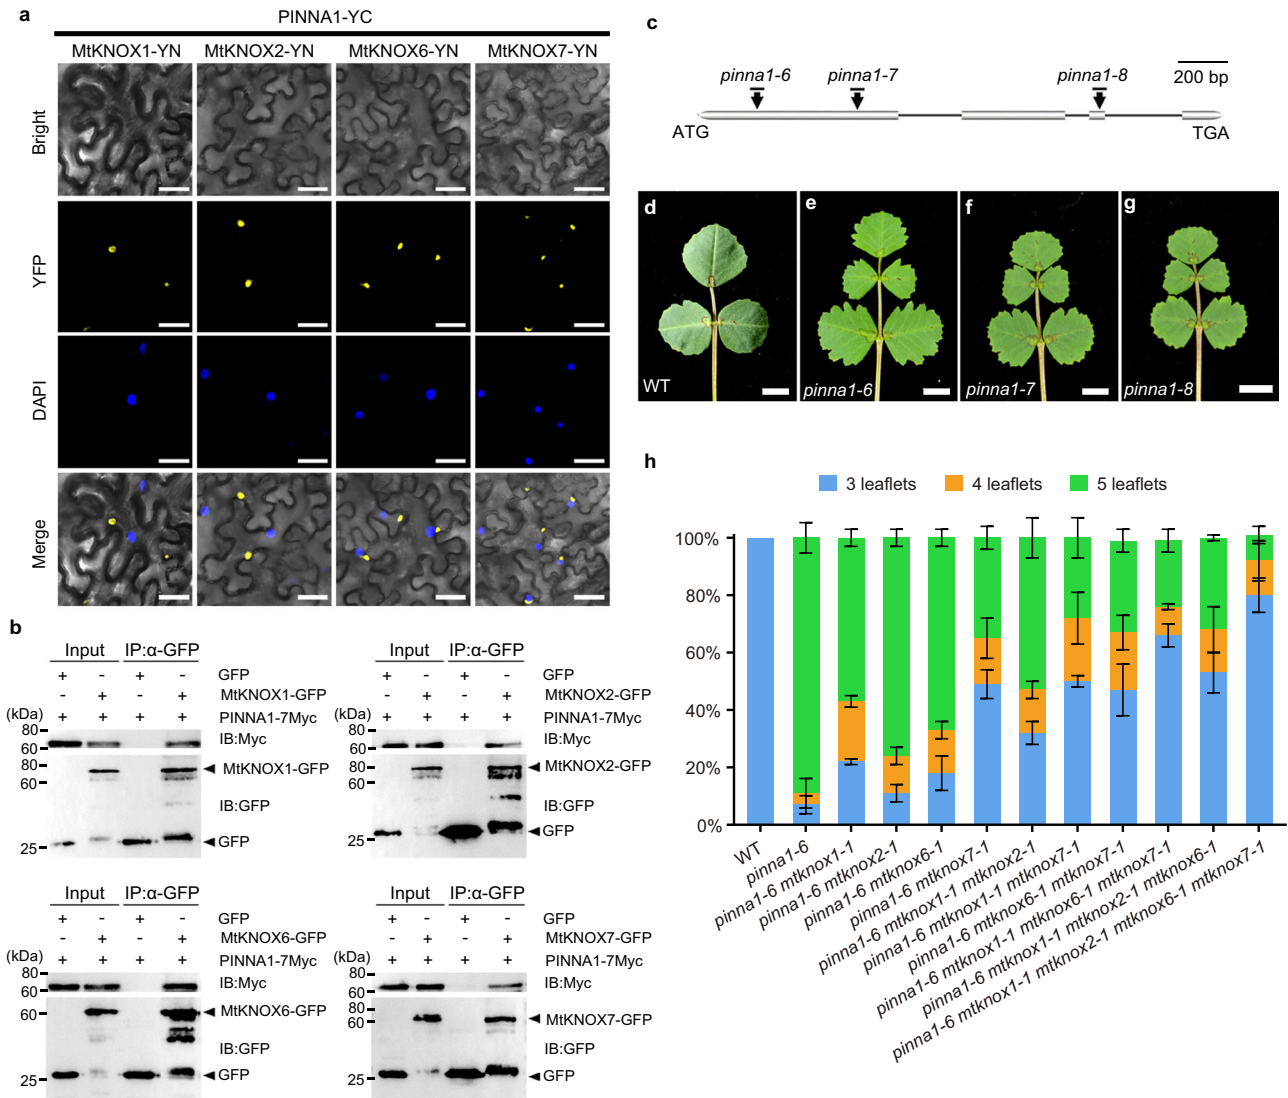 a
PINNA1-YC
MtKNOX1-YN MtKNOX2-YN MtKNOX6-YN MtKNOX7-YN
Bright
YFP
DAPI
Merge
b
Input IP:α-GFP
+ - + - GFP
- + - + MtKNOX1-GFP
(kDa) + + + + PINNA1-7Myc
80
60
IB:Myc
80
60
MtKNOX1-GFP
IB:GFP
25
GFP
Input IP:α-GFP
+ - + - GFP
- + - + MtKNOX2-GFP
(kDa) + + + + PINNA1-7Myc
80
60
IB:Myc
80
60
MtKNOX2-GFP
IB:GFP
25
GFP
Input IP:α-GFP
+ - + - GFP
- + - + MtKNOX6-GFP
(kDa) + + + + PINNA1-7Myc
80
60
IB:Myc
60
MtKNOX6-GFP
IB:GFP
25
GFP
Input IP:α-GFP
+ - + - GFP
- + - + MtKNOX7-GFP
(kDa) + + + + PINNA1-7Myc
80
60
IB:Myc
80
60
MtKNOX7-GFP
IB:GFP
25
GFP
c
pinna1-6 pinna1-7 pinna1-8
200 bp
ATG TGA
d e f g
WT pinna1-6 pinna1-7 pinna1-8
h
3 leaflets 4 leaflets 5 leaflets
100%
80%
60%
40%
20%
0%
WT
pinna1-6
pinna1-6 mtknox1-1
pinna1-6 mtknox2-1
pinna1-6 mtknox6-1
pinna1-6 mtknox7-1
pinna1-6 mtknox1-1 mtknox2-1
pinna1-6 mtknox1-1 mtknox7-1
pinna1-6 mtknox6-1 mtknox7-1
pinna1-6 mtknox1-1 mtknox6-1 mtknox7-1
pinna1-6 mtknox1-1 mtknox2-1 mtknox6-1
pinna1-6 mtknox1-1 mtknox2-1 mtknox6-1 mtknox7-1